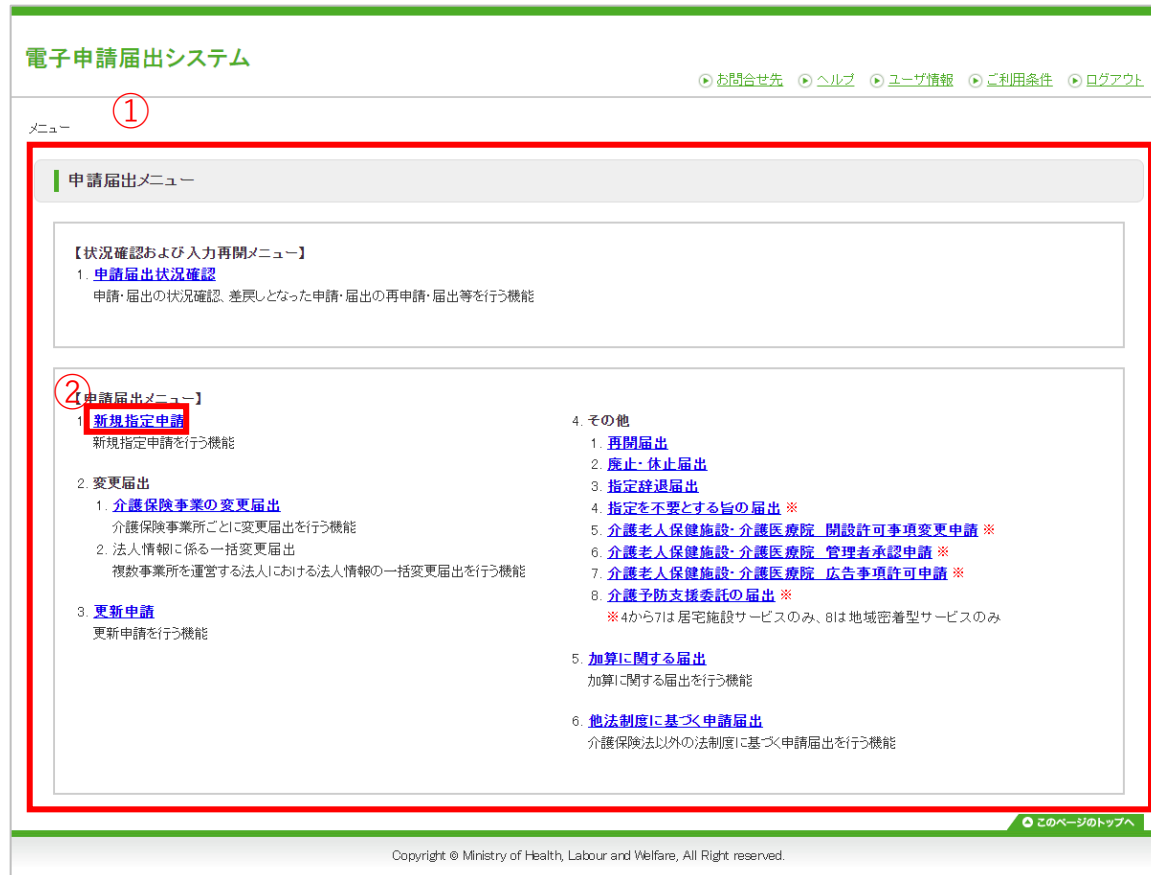 電子申請届出システム
お問合せ先 ヘルプ ユーザ情報 ご利用条件 ログアウト
①
メニュー
申請届出メニュー
【状況確認および入力再開メニュー】
1. 申請届出状況確認
申請・届出の状況確認、差戻しとなった申請・届出の再申請・届出等を行う機能
②
【申請届出メニュー】
1. 新規指定申請
新規指定申請を行う機能
2. 変更届出
1. 介護保険事業の変更届出
介護保険事業所ごとに変更届出を行う機能
2. 法人情報に係る一括変更届出
複数事業所を運営する法人における法人情報の一括変更届出を行う機能
3. 更新申請
更新申請を行う機能
4. その他
1. 再開届出
2. 廃止・休止届出
3. 指定辞退届出
4. 指定を不要とする旨の届出 ※
5. 介護老人保健施設・介護医療院 開設許可事項変更申請 ※
6. 介護老人保健施設・介護医療院 管理者承認申請 ※
7. 介護老人保健施設・介護医療院 広告事項許可申請 ※
8. 介護予防支援委託の届出 ※
※4から7は居宅施設サービスのみ、8は地域密着型サービスのみ
5. 加算に関する届出
加算に関する届出を行う機能
6. 他法制度に基づく申請届出
介護保険法以外の法制度に基づく申請届出を行う機能
このページのトップへ
Copyright © Ministry of Health, Labour and Welfare, All Right reserved.